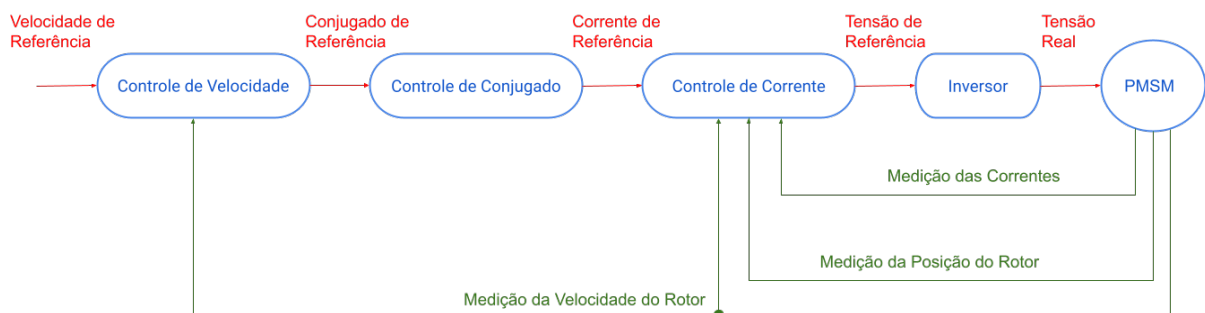 Velocidade de
Referência
Conjugado de
Referência
Corrente de
Referência
Tensão de
Referência
Tensão
Real
Controle de Velocidade
Controle de Conjugado
Controle de Corrente
Inversor
PMSM
Medição das Correntes
Medição da Posição do Rotor
Medição da Velocidade do Rotor